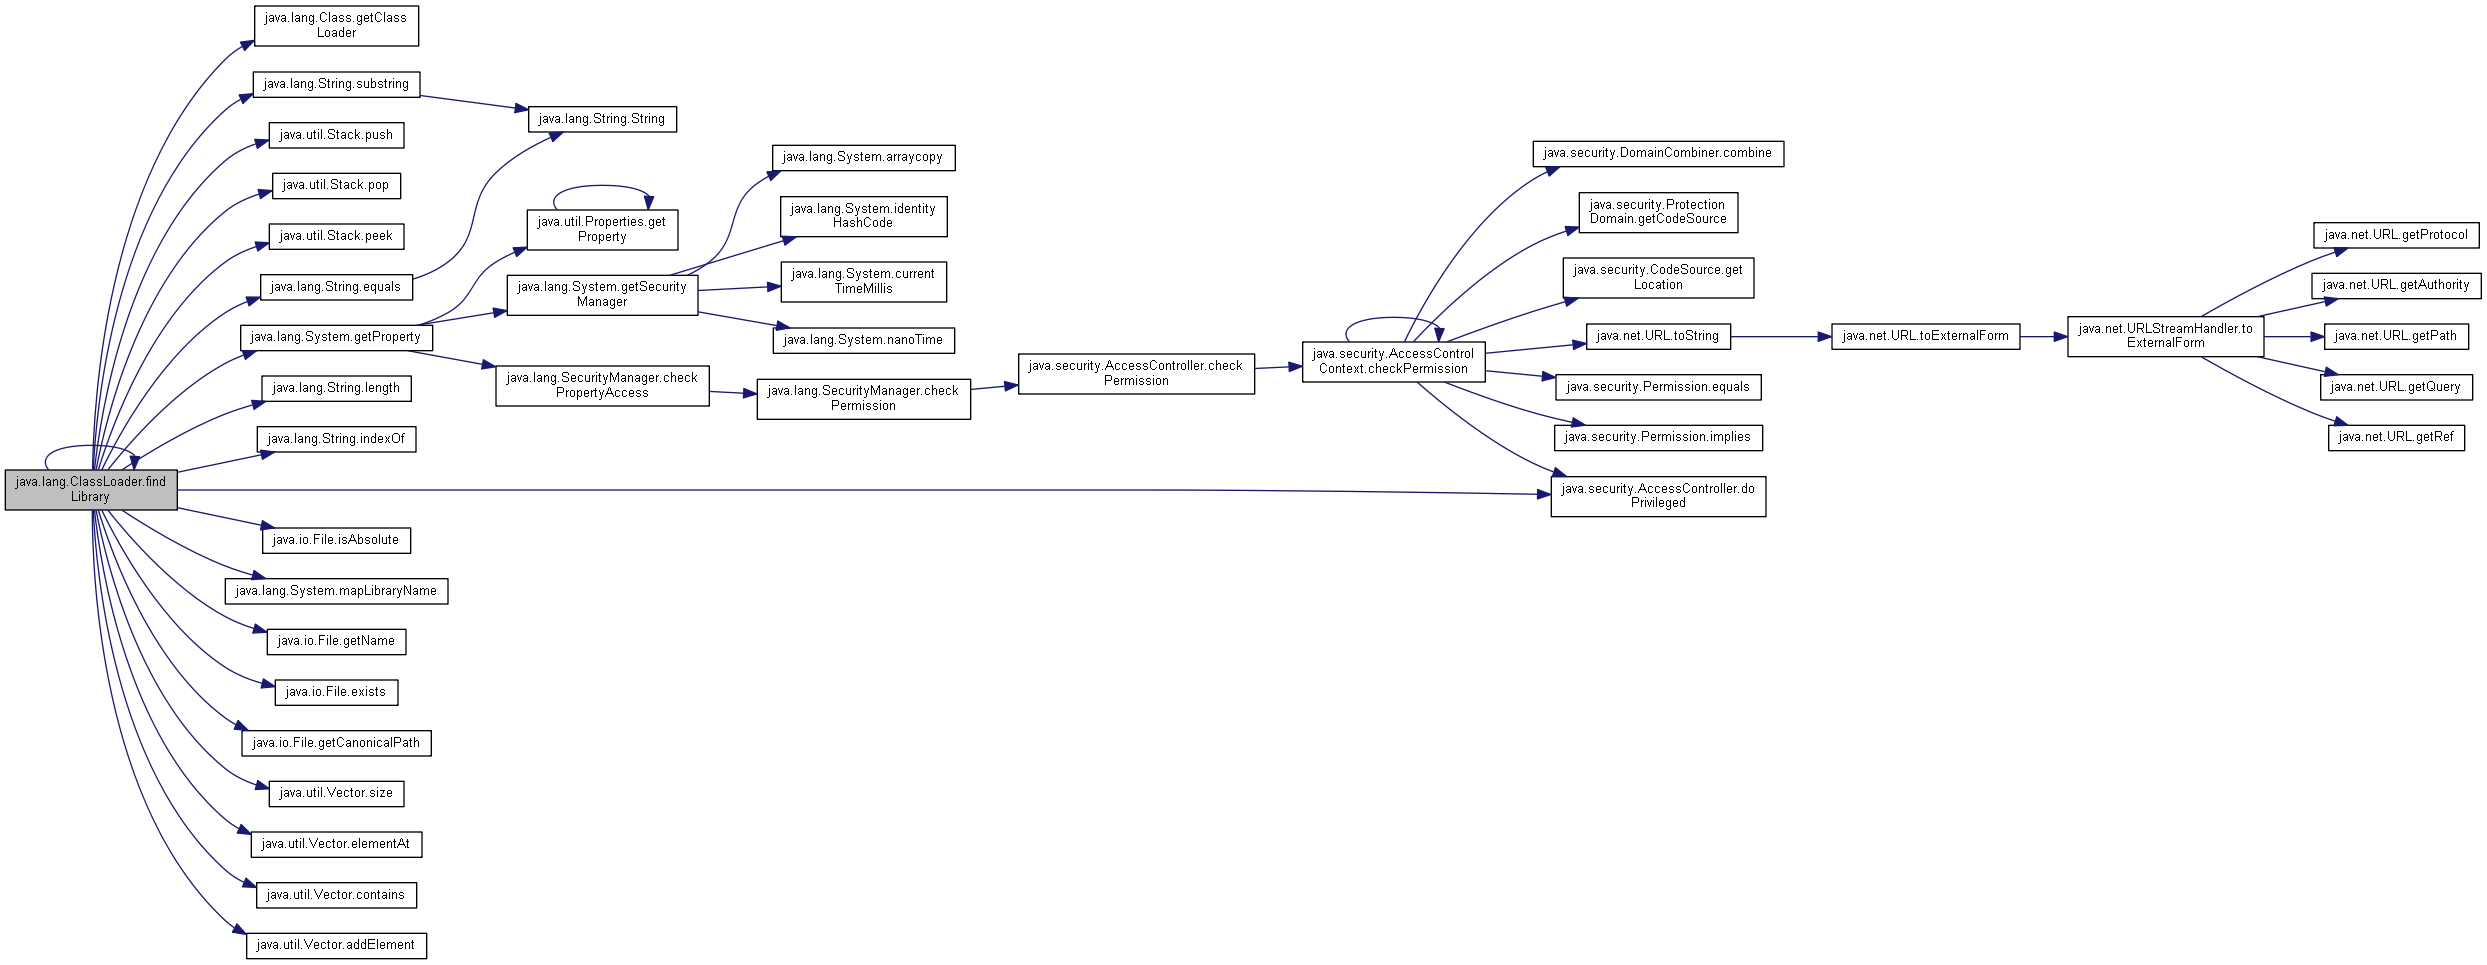 java.lang.Class.getClass
Loader
java.lang.String.substring
java.util.Stack.push
java.util.Stack.pop
java.util.Stack.peek
java.lang.String.equals
java.lang.System.getProperty
java.lang.String.length
java.lang.String.indexOf
java.lang.ClassLoader.find
Library
java.io.File.isAbsolute
java.lang.System.mapLibraryName
java.io.File.getName
java.io.File.exists
java.io.File.getCanonicalPath
java.util.Vector.size
java.util.Vector.elementAt
java.util.Vector.contains
java.util.Vector.addElement
java.lang.String.String
java.util.Properties.get
Property
java.lang.System.getSecurity
Manager
java.lang.SecurityManager.check
PropertyAccess
java.lang.System.arraycopy
java.lang.System.identity
HashCode
java.lang.System.current
TimeMillis
java.lang.System.nanoTime
java.lang.SecurityManager.check
Permission
java.security.AccessController.check
Permission
java.security.AccessControl
Context.checkPermission
java.security.DomainCombiner.combine
java.security.Protection
Domain.getCodeSource
java.security.CodeSource.get
Location
java.net.URL.toString
java.security.Permission.equals
java.security.Permission.implies
java.security.AccessController.do
Privileged
java.net.URL.toExternalForm
java.net.URLStreamHandler.to
ExternalForm
java.net.URL.getProtocol
java.net.URL.getAuthority
java.net.URL.getPath
java.net.URL.getQuery
java.net.URL.getRef